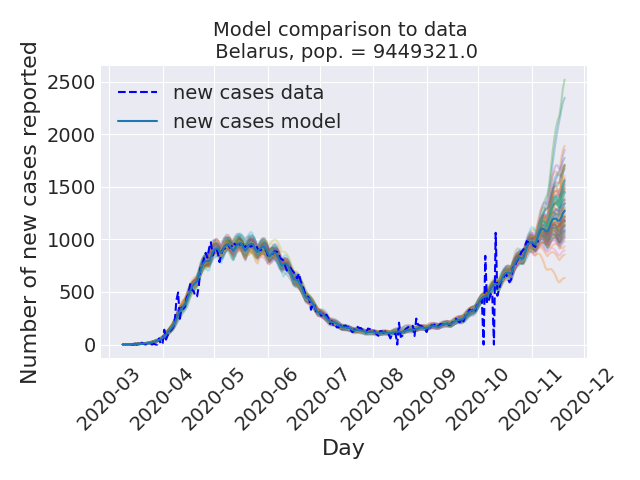 Model comparison to data
Belarus, pop. = 9449321.0
Number of new cases reported
2500
2000
1500
1000
500
0
new cases data
new cases model
2020-03
2020-04
2020-05
2020-06
2020-07
2020-08
2020-09
2020-10
2020-11
2020-12
Day